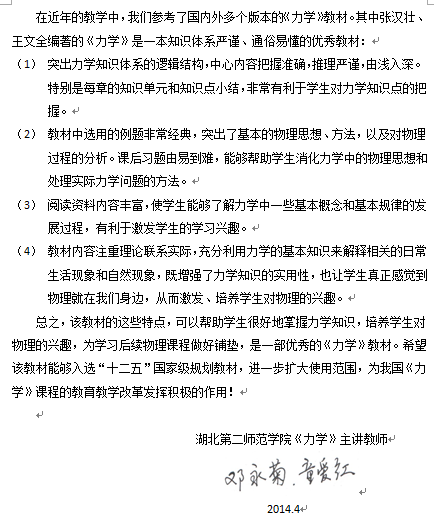 在近年的教学中，我们参考了国内外多个版本的《力学》教材。其中张汉壮、
王文全编著的《力学》是一本知识体系严谨、通俗易懂的优秀教材：
（1） 突出力学知识体系的逻辑结构，中心内容把握准确，推理严谨，由浅入深。
特别是每章的知识单元和知识点小结，非常有利于学生对力学知识点的把
握。
（2） 教材中选用的例题非常经典，突出了基本的物理思想、方法，以及对物理
过程的分析。课后习题由易到难，能够帮助学生消化力学中的物理思想和
处理实际力学问题的方法。
（3） 阅读资料内容丰富，使学生能够了解力学中一些基本概念和基本规律的发
展过程，有利于激发学生的学习兴趣。
（4） 教材内容注重理论联系实际，充分利用力学的基本知识来解释相关的日常
生活现象和自然现象，既增强了力学知识的实用性，也让学生真正感觉到
物理就在我们身边，从而激发、培养学生对物理的兴趣。
总之，该教材的这些特点，可以帮助学生很好地掌握力学知识，培养学生对
物理的兴趣，为学习后续物理课程做好铺垫，是一部优秀的《力学》教材。希望
该教材能够入选“十二五”国家级规划教材，进一步扩大使用范围，为我国《力
学》课程的教育教学改革发挥积极的作用！
湖北第二师范学院《力学》主讲教师
邓永菊、童爱红
2014.4